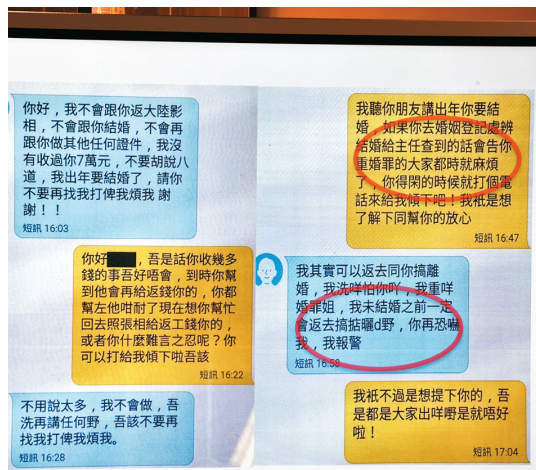 你好，我不會跟你返大陸影
相，不會跟你結婚，不會再
跟你做其他任何證件，我沒
有收過你7萬元，不要胡說八
道，我出年要結婚了，請你
不要再找我打俾我煩我 謝
謝！！
短訊 16:03
你好，吾是話你收幾多
錢的事吾好唔會，到時你幫
到他會再給返錢你的，你都
幫左他咁耐了現在想你幫忙
回去照張相給返工錢你的，
或者你什麼難言之忍呢？你
可以打給我傾下啦吾該
短訊 16:22
不用說太多，我不會做，吾
洗再講任何野，吾該不要再
找我打俾我煩我。
短訊 16:28
我聽你朋友講出年你要結
婚，如果你去婚姻登記處辨
結婚給主任查到的話會告你
重婚罪的大家都時就麻煩
了，你得閑的時候就打個電
話來給我傾下吧！我衹是想
了解下同幫你的放心
短訊 16:47
我其實可以返去同你搞離
婚，我洗咩怕你吖，我重咩
婚罪姐，我未結婚之前一定
會返去搞掂曬d野，你再恐嚇
我，我報警
短訊 16:58
我衹不過是想提下你的，吾
是都是大家出咩嘢是就唔好
啦！
短訊 17:04